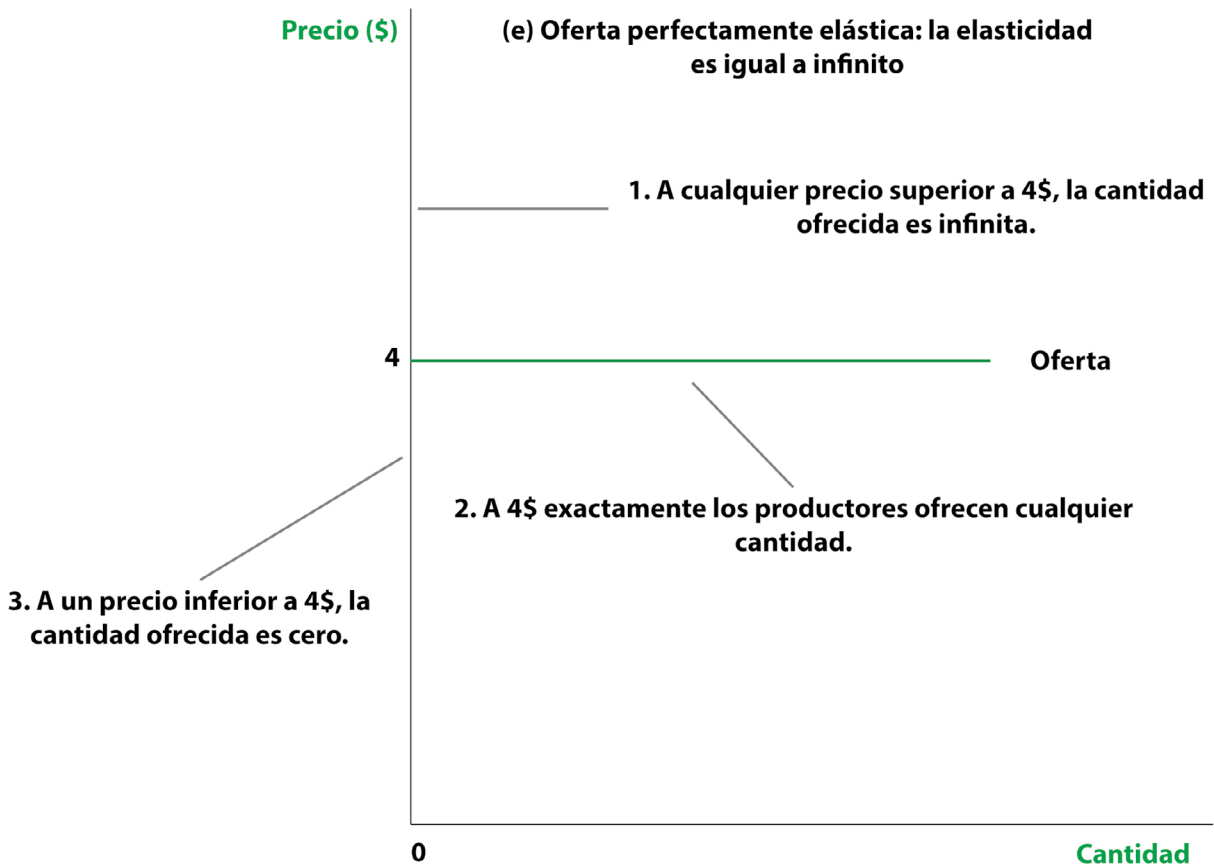 Precio ($)
(e) Oferta perfectamente elástica: la elasticidad
es igual a infinito
1. A cualquier precio superior a 4$, la cantidad
ofrecida es infinita.
4
Oferta
2. A 4$ exactamente los productores ofrecen cualquier
cantidad.
3. A un precio inferior a 4$, la
cantidad ofrecida es cero.
0
Cantidad